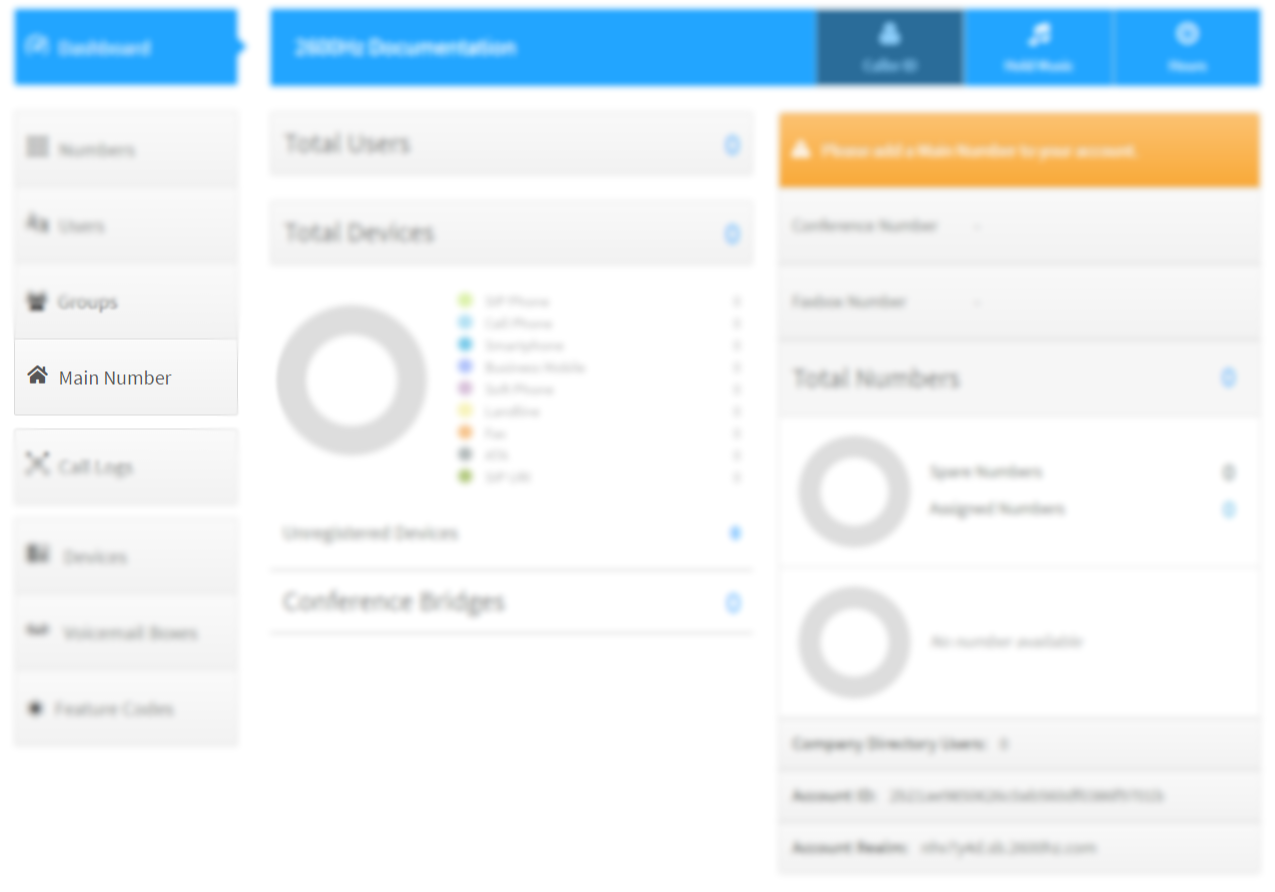 Dashboard
2600Hz Documentation
Caller ID
Hold Music
Hours
Numbers
Users
Groups
Main Number
Call Logs
Devices
Voicemail Boxes
Feature Codes
Total Users 0
Total Devices 0
SIP Phone 0
Cell Phone 0
Smartphone 0
Business Mobile 0
Soft Phone 0
Landline 0
Fax 0
ATA 0
SIP URI 0
Unregistered Devices 0
Conference Bridges 0
Please add a Main Number to your account.
Conference Number -
Faxbox Number -
Total Numbers 0
Spare Numbers 0
Assigned Numbers 0
No number available
Company Directory Users: 0
Account ID:
Account Realm: